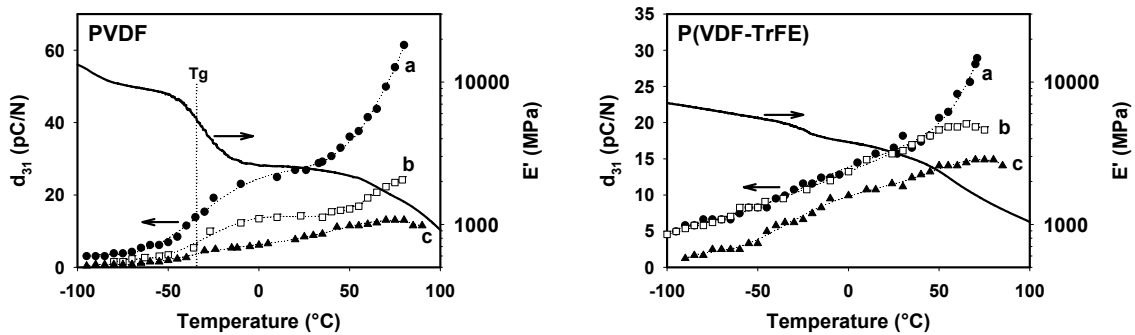 PVDF
60
40
20
0
d31 (pC/N)
Tg
a
b
c
10000
1000
E' (MPa)
-100 -50 0 50 100
Temperature (°C)
P(VDF-TrFE)
35
30
25
20
15
10
5
0
d31 (pC/N)
a
b
c
10000
1000
E' (MPa)
-100 -50 0 50 100
Temperature (°C)